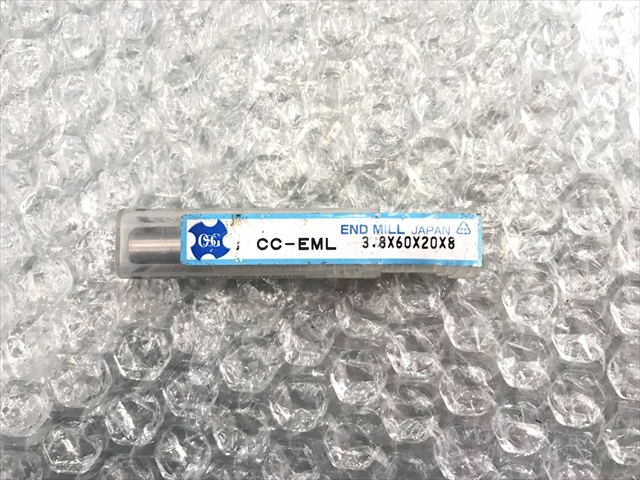 OSG
END MILL JAPAN
CC-EML 3.8X60X20X8